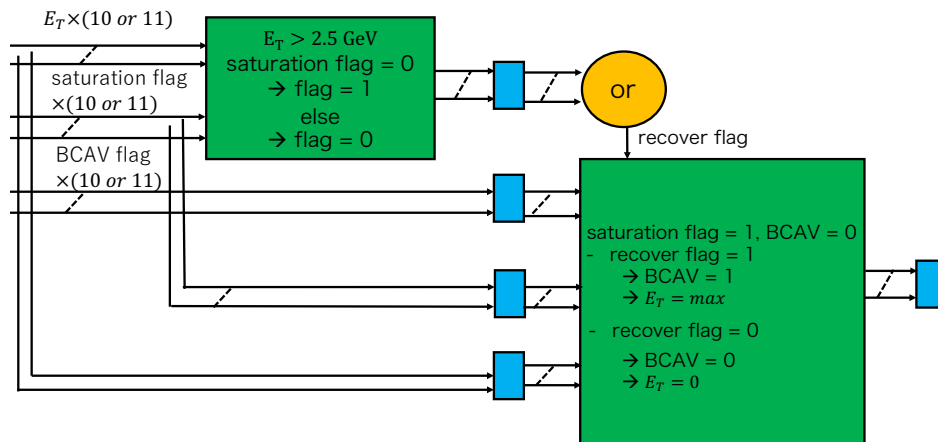 E_T×(10 or 11)
saturation flag
×(10 or 11)
BCAV flag
×(10 or 11)
E_T > 2.5 GeV
saturation flag = 0
→ flag = 1
else
→ flag = 0
or
recover flag
saturation flag = 1, BCAV = 0
- recover flag = 1
→ BCAV = 1
→ E_T = max
- recover flag = 0
→ BCAV = 0
→ E_T = 0